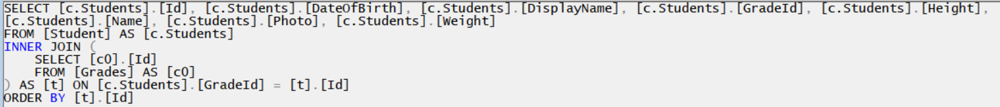 SELECT [c.Students].[Id], [c.Students].[DateOfBirth], [c.Students].[DisplayName], [c.Students].[GradeId], [c.Students].[Height],
[c.Students].[Name], [c.Students].[Photo], [c.Students].[Weight]
FROM [Student] AS [c.Students]
INNER JOIN (
    SELECT [c0].[Id]
    FROM [Grades] AS [c0]
) AS [t] ON [c.Students].[GradeId] = [t].[Id]
ORDER BY [t].[Id]